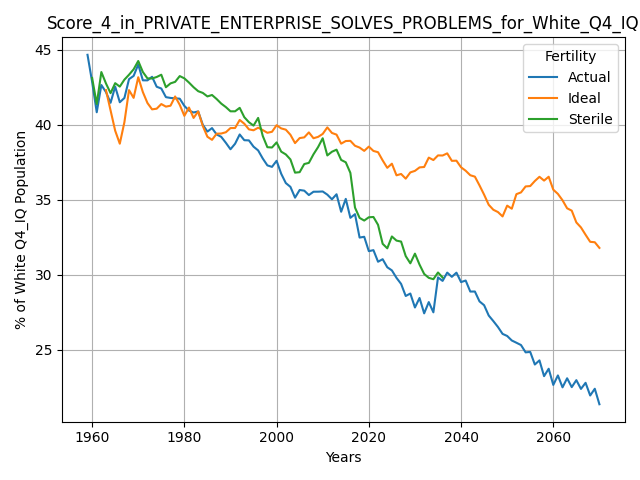 Score_4_in_PRIVATE_ENTERPRISE_SOLVES_PROBLEMS_for_White_Q4_IQ
Fertility
Actual
Ideal
Sterile
45
40
35
30
25
% of White Q4_IQ Population
1960
1980
2000
2020
2040
2060
Years